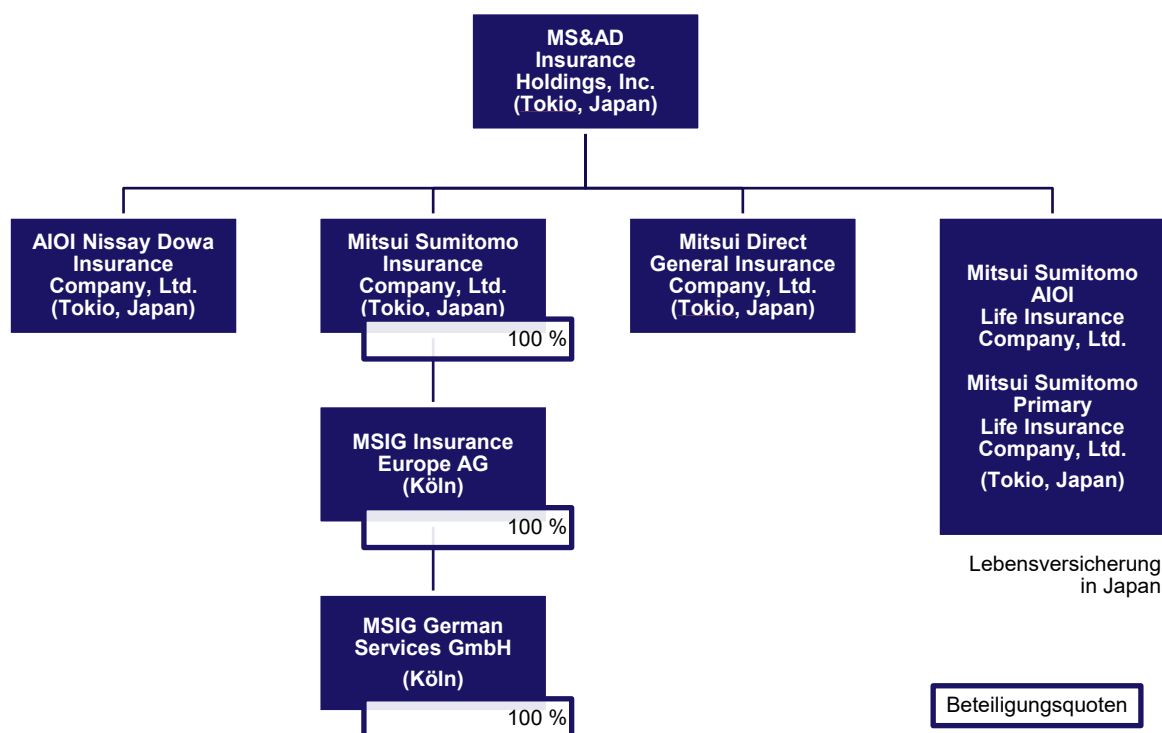 MS&AD
Insurance
Holdings, Inc.
(Tokio, Japan)
AIOI Nissay Dowa
Insurance
Company, Ltd.
(Tokio, Japan)
Mitsui Sumitomo
Insurance
Company, Ltd.
(Tokio, Japan)
100 %
Mitsui Direct
General Insurance
Company, Ltd.
(Tokio, Japan)
Mitsui Sumitomo
AIOI
Life Insurance
Company, Ltd.
Mitsui Sumitomo
Primary
Life Insurance
Company, Ltd.
(Tokio, Japan)
Lebensversicherung
in Japan
MSIG Insurance
Europe AG
(Köln)
100 %
MSIG German
Services GmbH
(Köln)
100 %
Beteiligungsquoten